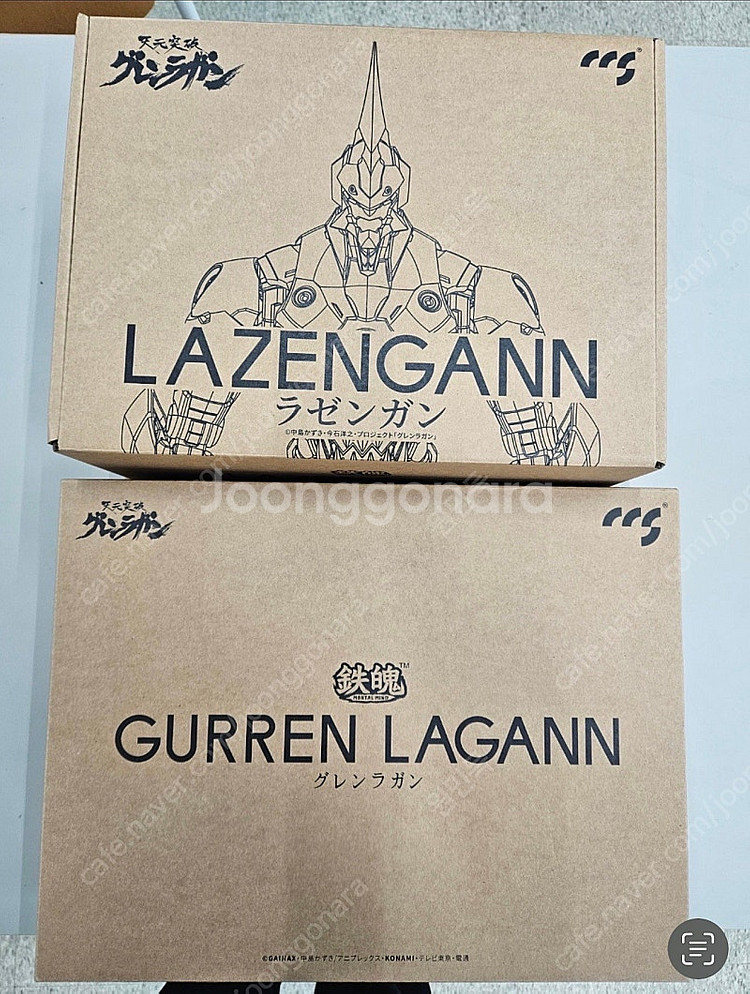 天元突破
グレンラガン
CCS
LAZENGANN
ラゼンガン
©中島かずき・今石洋之・プロジェクト「グレンラガン」
Joonggonara
天元突破
グレンラガン
CCS
鉄魄™
MORTAL MIND
GURREN LAGANN
グレンラガン
©GAINAX・中島かずき/アニプレックス・KONAMI・テレビ東京・電通